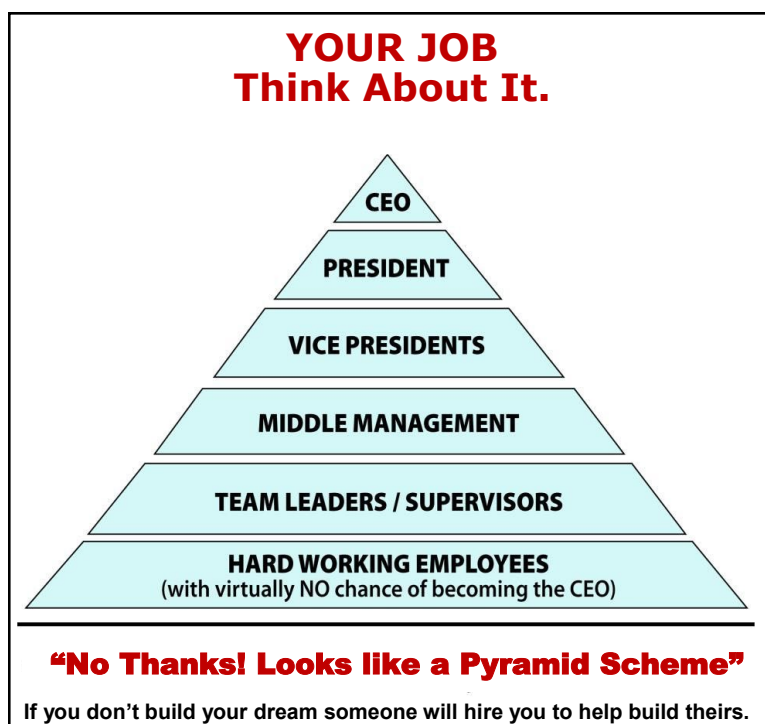 YOUR JOB
Think About It.
CEO
PRESIDENT
VICE PRESIDENTS
MIDDLE MANAGEMENT
TEAM LEADERS / SUPERVISORS
HARD WORKING EMPLOYEES
(with virtually NO chance of becoming the CEO)
“No Thanks! Looks like a Pyramid Scheme”
If you don’t build your dream someone will hire you to help build theirs.